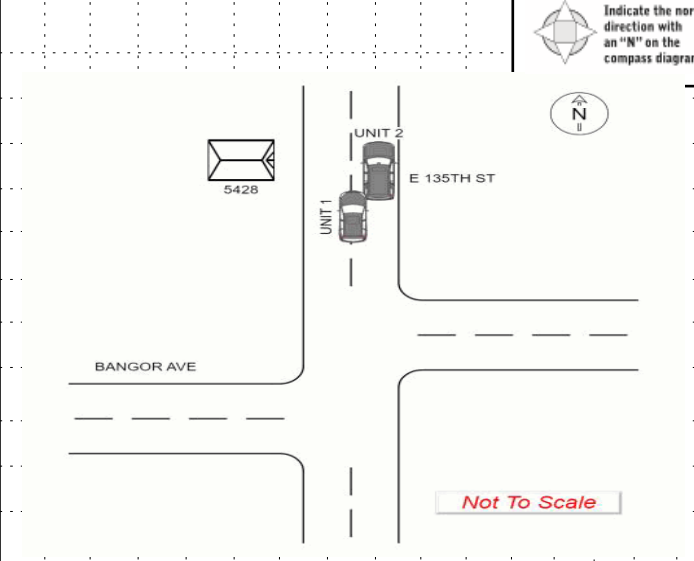 Indicate the nor
direction with
an "N" on the
compass diagram
N
UNIT 2
E 135TH ST
5428
UNIT 1
BANGOR AVE
Not To Scale